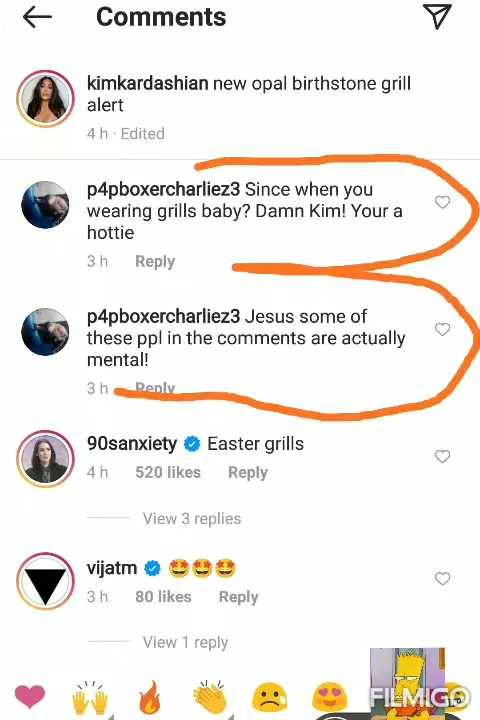 Comments
kimkardashian new opal birthstone grill
alert
4 h · Edited
p4pboxercharliez3 Since when you
wearing grills baby? Damn Kim! Your a
hottie
3 h Reply
p4pboxercharliez3 Jesus some of
these ppl in the comments are actually
mental!
3 h Reply
90sanxiety Easter grills
4 h 520 likes Reply
View 3 replies
vijatm 🤩🤩🤩
3 h 80 likes Reply
View 1 reply
FILMIGO